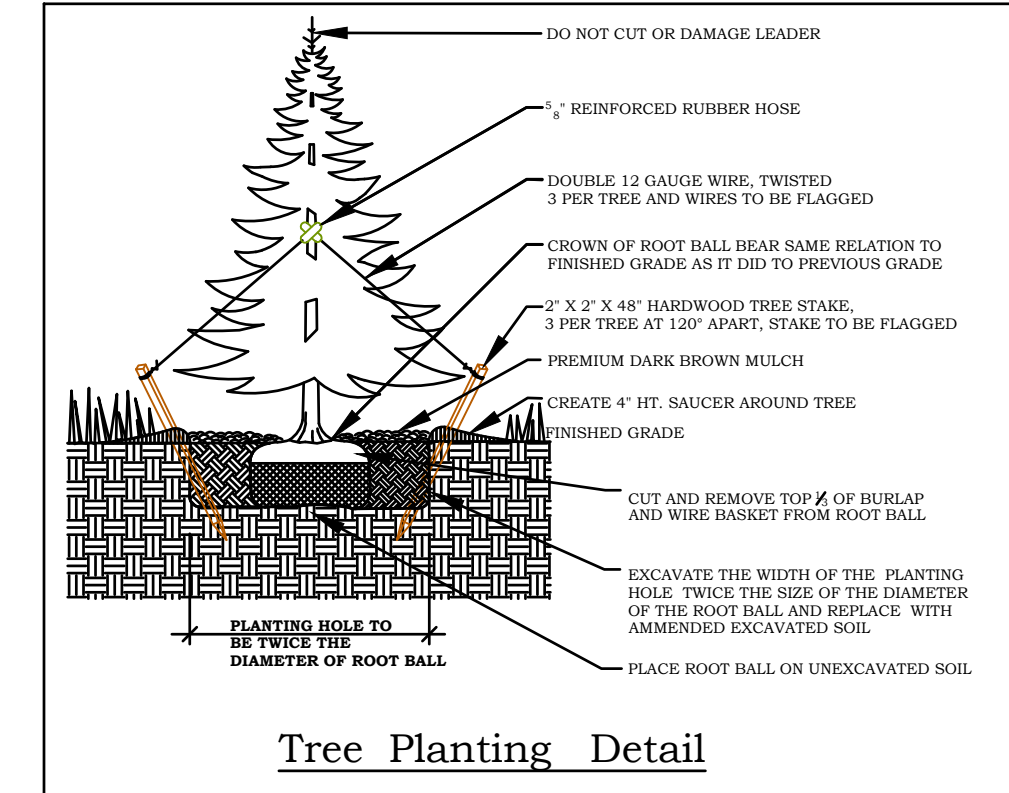 DO NOT CUT OR DAMAGE LEADER
5/8" REINFORCED RUBBER HOSE
DOUBLE 12 GAUGE WIRE, TWISTED
3 PER TREE AND WIRES TO BE FLAGGED
CROWN OF ROOT BALL BEAR SAME RELATION TO
FINISHED GRADE AS IT DID TO PREVIOUS GRADE
2" X 2" X 48" HARDWOOD TREE STAKE,
3 PER TREE AT 120° APART, STAKE TO BE FLAGGED
PREMIUM DARK BROWN MULCH
CREATE 4" HT. SAUCER AROUND TREE
FINISHED GRADE
CUT AND REMOVE TOP 1/3 OF BURLAP
AND WIRE BASKET FROM ROOT BALL
EXCAVATE THE WIDTH OF THE PLANTING
HOLE TWICE THE SIZE OF THE DIAMETER
OF THE ROOT BALL AND REPLACE WITH
AMMENDED EXCAVATED SOIL
PLANTING HOLE TO
BE TWICE THE
DIAMETER OF ROOT BALL
PLACE ROOT BALL ON UNEXCAVATED SOIL
Tree Planting Detail